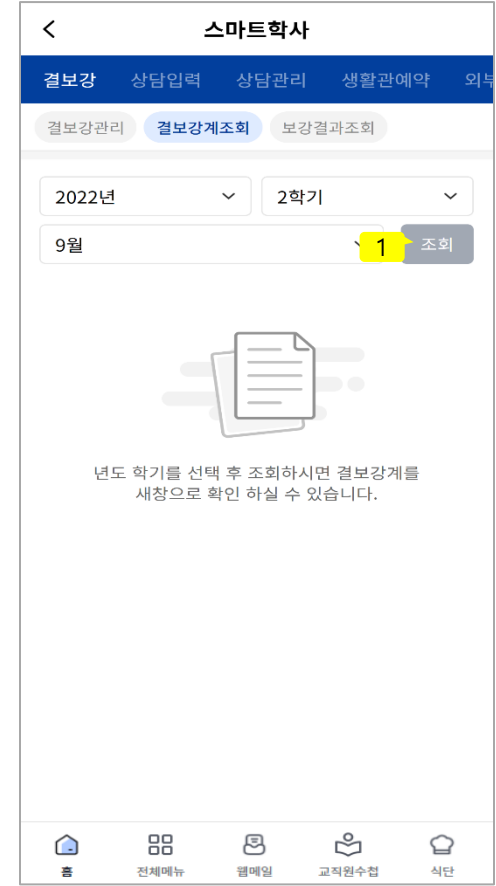 스마트학사
결보강 상담입력 상담관리 생활관예약 외부
결보강관리 결보강계조회 보강결과조회
2022년 2학기
9월 1 조회
년도 학기를 선택 후 조회하시면 결보강계를
새창으로 확인 하실 수 있습니다.
홈 전체메뉴 웹메일 교직원수첩 식단